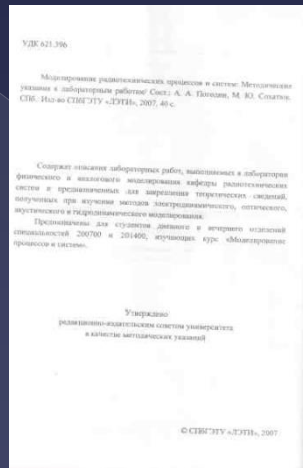 УДК 621.396
Моделирование радиотехнических процессов и систем: Методические
указания к лабораторным работам/ Сост.: А. А. Погодин, М. Ю.
СПб.: Изд-во СПбГЭТУ «ЛЭТИ», 2007, 40 с.
Содержат описания лабораторных работ, выполняемых в лаборатории
физического и аналогового моделирования кафедры радиотехнических
систем и предназначенных для закрепления теоретических сведений,
полученных при изучении методов электродинамического, оптического,
акустического и гидродинамического моделирования.
Предназначены для студентов дневного и вечернего отделений
специальностей 200700 и 201400, изучающих курс «Моделирование
процессов и систем».
Утверждено
редакционно-издательским советом университета
в качестве методических указаний
© СПбГЭТУ «ЛЭТИ», 2007